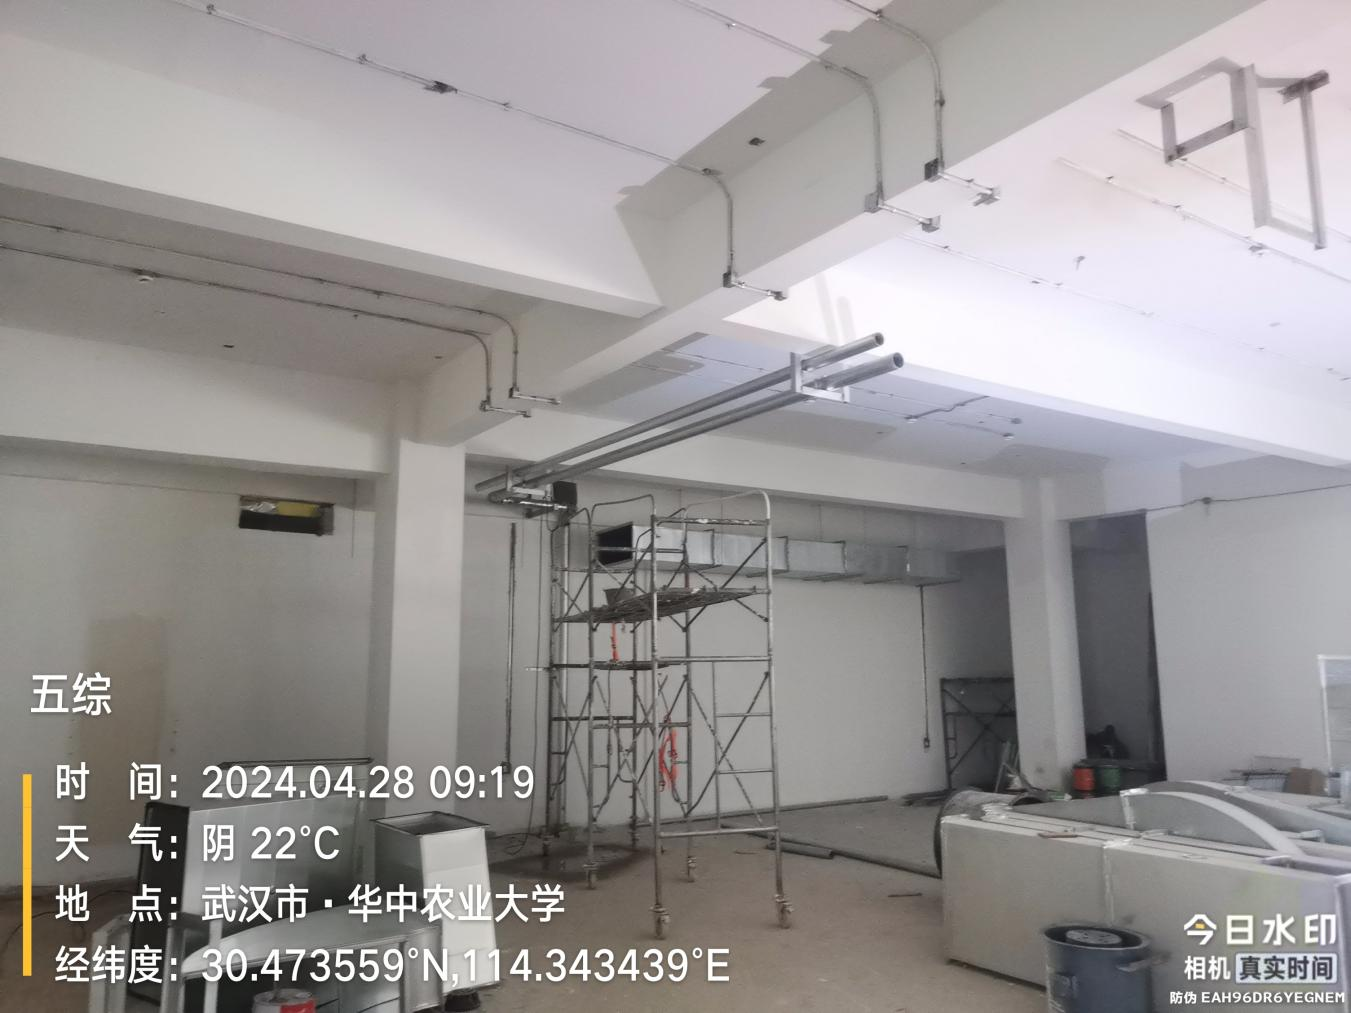 五综
时 间：2024.04.28 09:19
天 气：阴 22℃
地 点：武汉市·华中农业大学
经纬度：30.473559°N,114.343439°E
今日水印
相机 真实时间
防伪 EAH96DR6YEGNEM